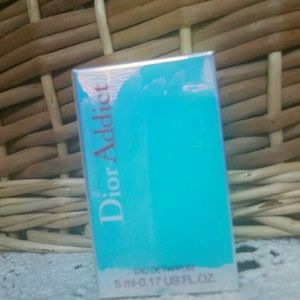 Dior Addict
EAU DE PARFUM
5 ml-0.17 US.FL.OZ.